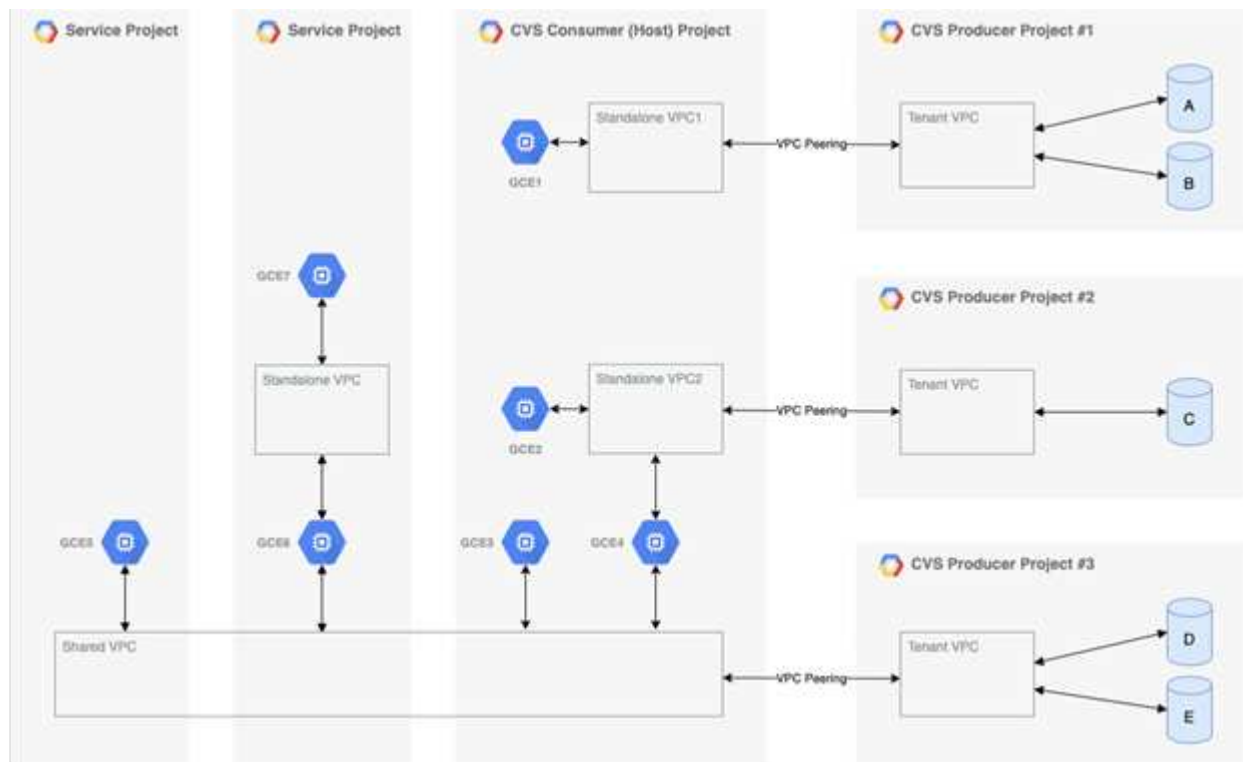 Service Project
Service Project
CVS Consumer (Host) Project
CVS Producer Project #1
Standalone VPC1
Tenant VPC
A
VPC Peering
GCE1
B
GCE7
CVS Producer Project #2
Standalone VPC
Standalone VPC2
Tenant VPC
VPC Peering
C
GCE2
GCE5
GCE6
GCE3
GCE4
CVS Producer Project #3
Shared VPC
Tenant VPC
D
VPC Peering
E